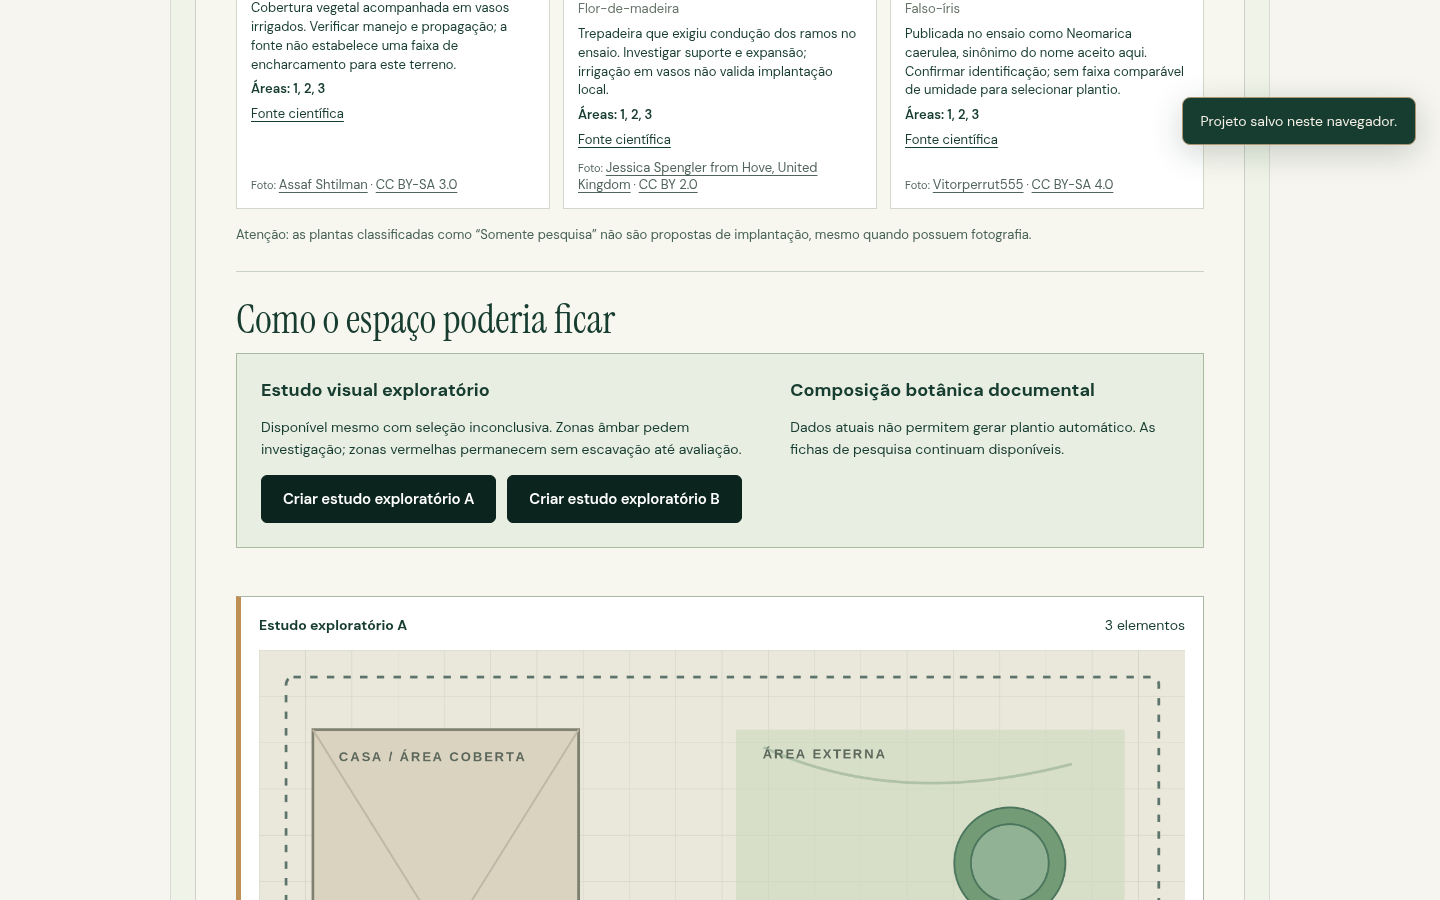 Cobertura vegetal acompanhada em vasos
irrigados. Verificar manejo e propagação; a
fonte não estabelece uma faixa de
encharcamento para este terreno.
Áreas: 1, 2, 3
Fonte científica
Foto: Assaf Shtilman · CC BY-SA 3.0
Flor-de-madeira
Trepadeira que exigiu condução dos ramos no
ensaio. Investigar suporte e expansão;
irrigação em vasos não valida implantação
local.
Áreas: 1, 2, 3
Fonte científica
Foto: Jessica Spengler from Hove, United
Kingdom · CC BY 2.0
Falso-íris
Publicada no ensaio como Neomarica
caerulea, sinônimo do nome aceito aqui.
Confirmar identificação; sem faixa comparável
de umidade para selecionar plantio.
Áreas: 1, 2, 3
Fonte científica
Foto: Vitorperrut555 · CC BY-SA 4.0
Projeto salvo neste navegador.
Atenção: as plantas classificadas como “Somente pesquisa” não são propostas de implantação, mesmo quando possuem fotografia.
Como o espaço poderia ficar
Estudo visual exploratório
Disponível mesmo com seleção inconclusiva. Zonas âmbar pedem
investigação; zonas vermelhas permanecem sem escavação até avaliação.
Criar estudo exploratório A
Criar estudo exploratório B
Composição botânica documental
Dados atuais não permitem gerar plantio automático. As
fichas de pesquisa continuam disponíveis.
Estudo exploratório A
3 elementos
CASA / ÁREA COBERTA
ÁREA EXTERNA